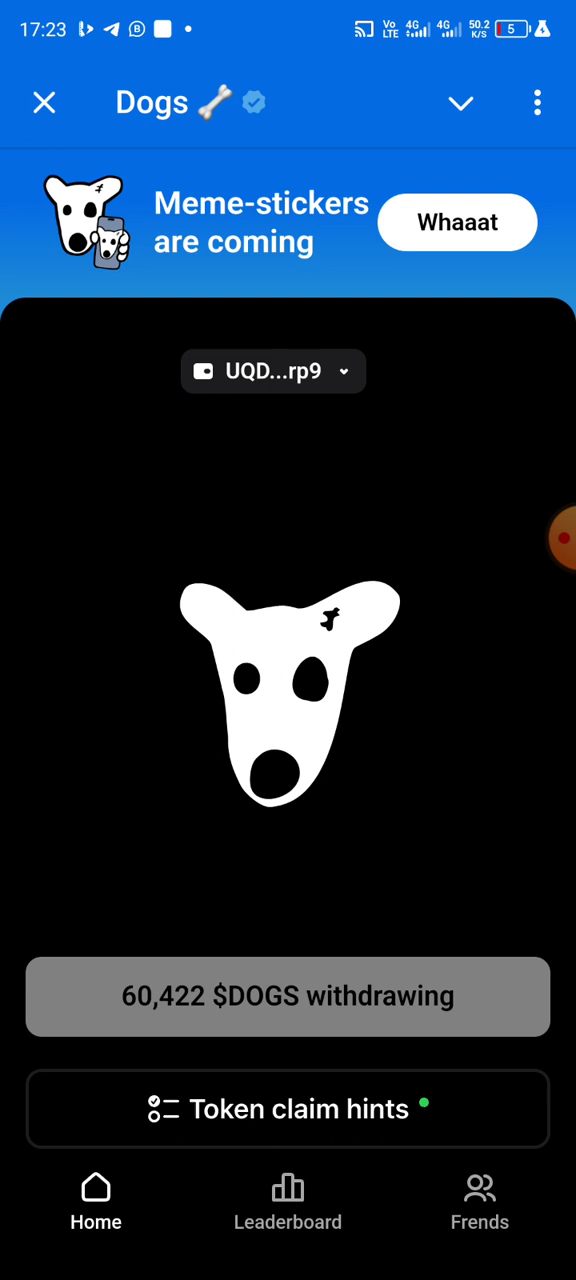 17:23
B
Vo
LTE
4G
4G
50.2
K/S
5
Dogs
Meme-stickers
are coming
Whaaat
UQD...rp9
60,422 $DOGS withdrawing
Token claim hints
Home
Leaderboard
Frends